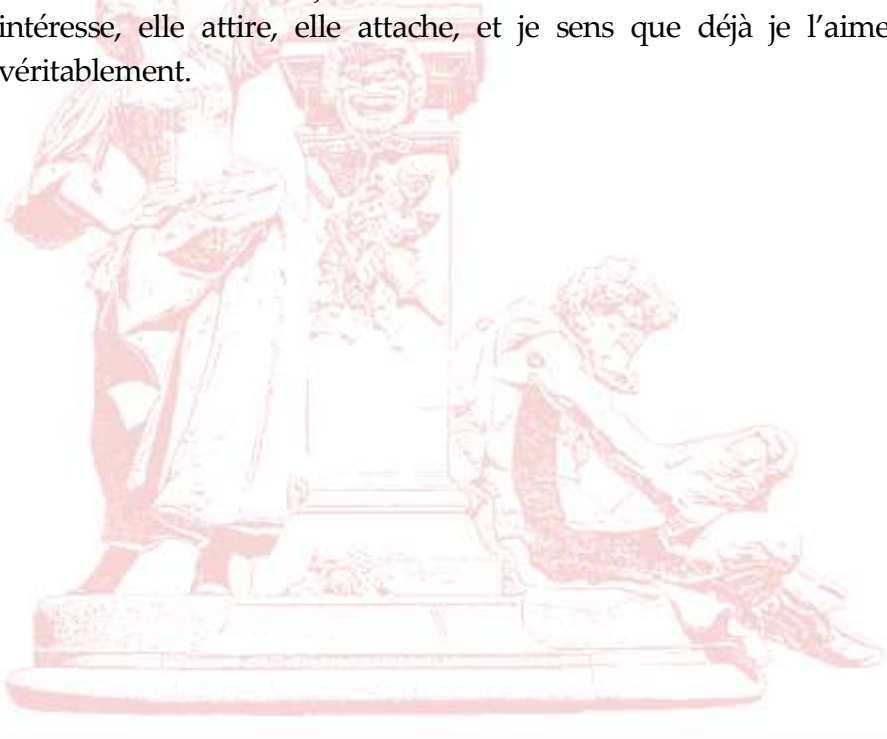 intéresse, elle attire, elle attache, et je sens que déjà je l’aime
véritablement.